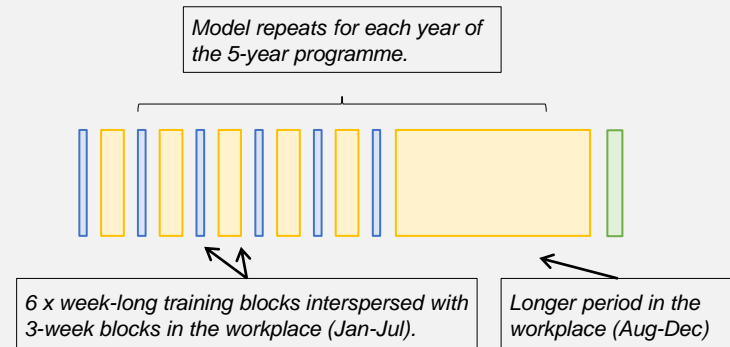 Model repeats for each year of
the 5-year programme.
6 x week-long training blocks interspersed with
3-week blocks in the workplace (Jan-Jul).
Longer period in the
workplace (Aug-Dec)